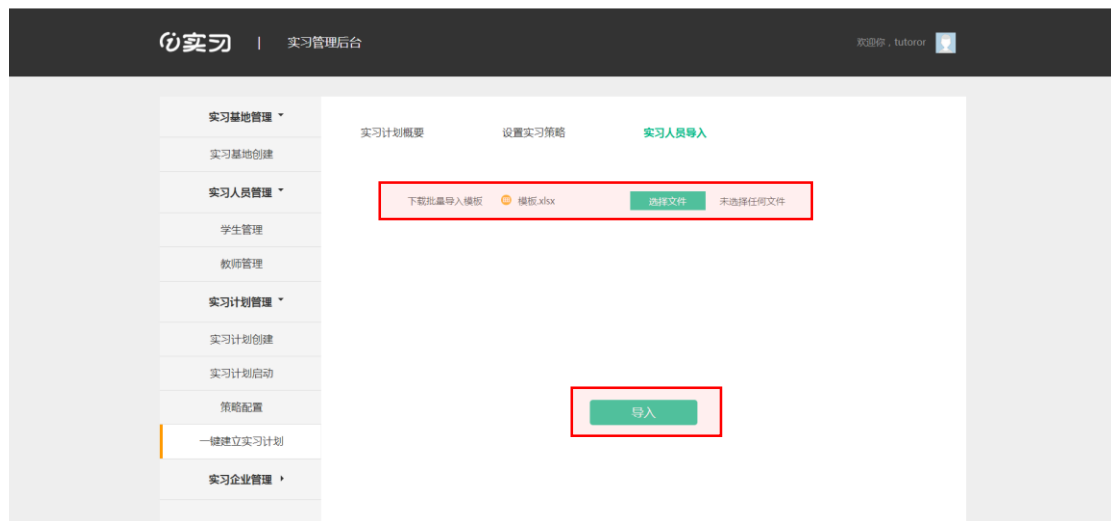 i实习 | 实习管理后台
欢迎你，tutoror
实习基地管理
实习基地创建
实习人员管理
学生管理
教师管理
实习计划管理
实习计划创建
实习计划启动
策略配置
一键建立实习计划
实习企业管理
实习计划概要 设置实习策略 实习人员导入
下载批量导入模板 模板.xlsx 选择文件 未选择任何文件
导入